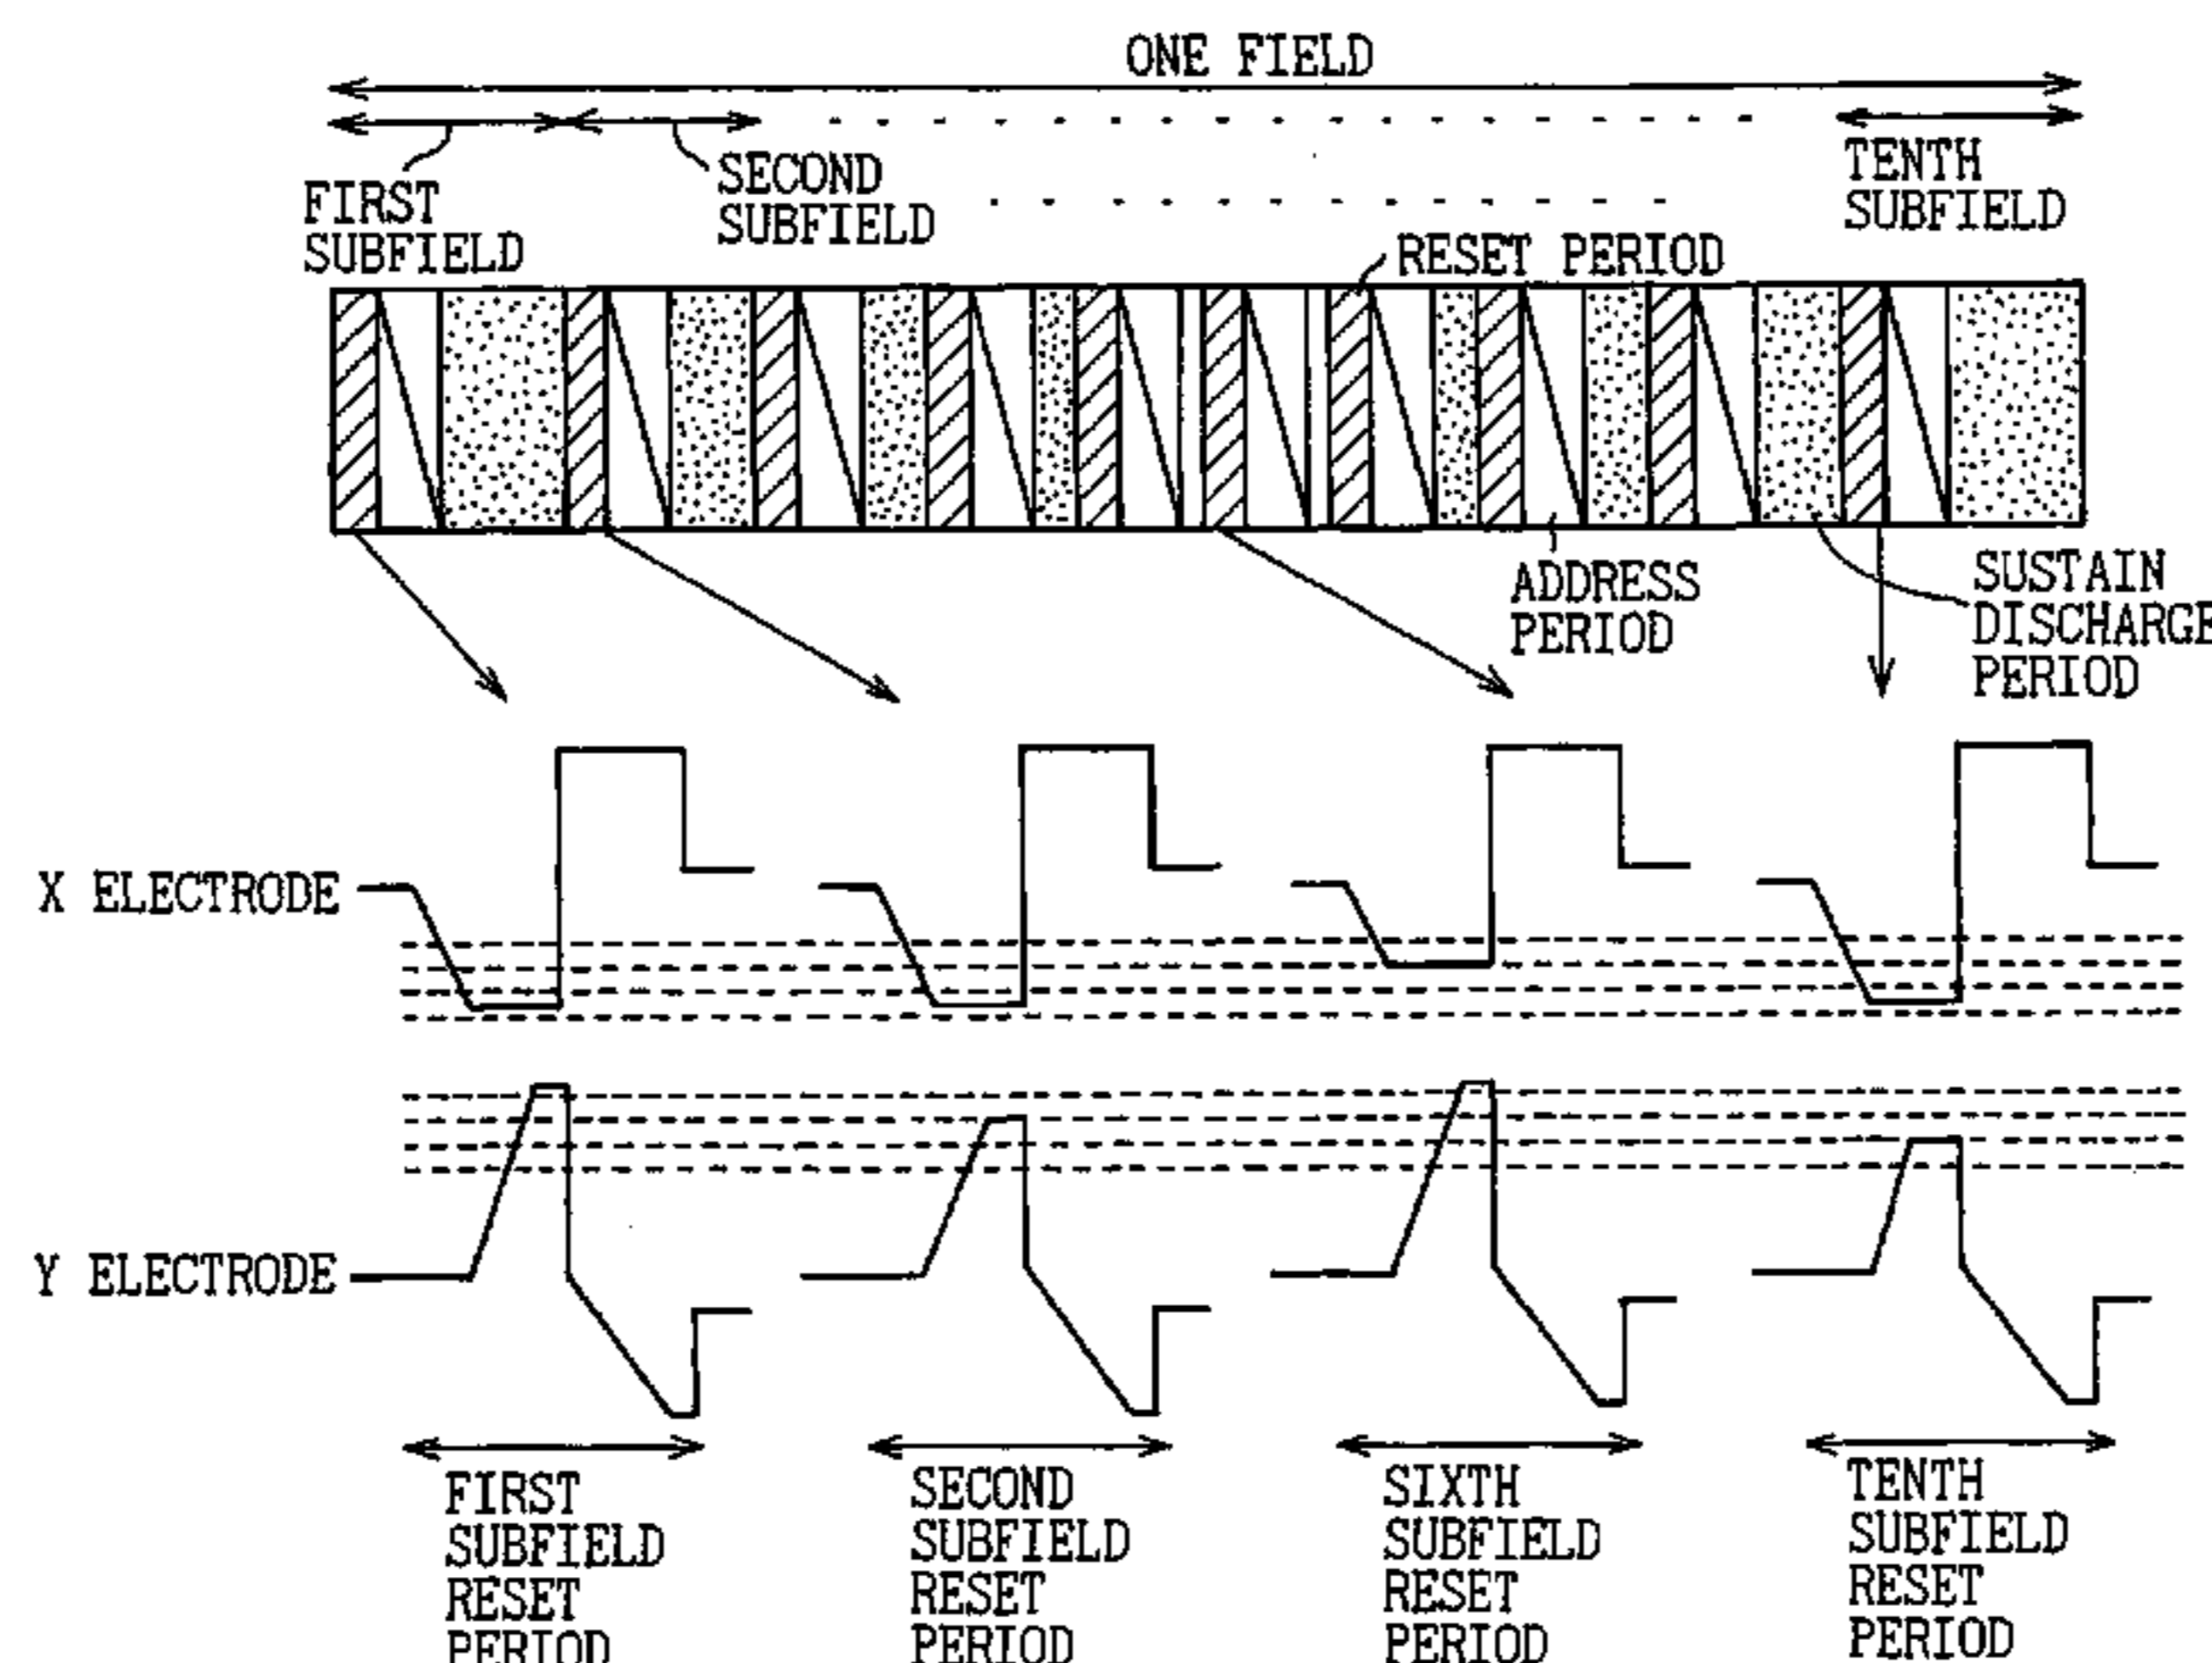 ONE FIELD
FIRST
SUBFIELD
SECOND
SUBFIELD
TENTH
SUBFIELD
RESET PERIOD
ADDRESS
PERIOD
SUSTAIN
DISCHARGE
PERIOD
X ELECTRODE
Y ELECTRODE
FIRST
SUBFIELD
RESET
PERIOD
SECOND
SUBFIELD
RESET
PERIOD
SIXTH
SUBFIELD
RESET
PERIOD
TENTH
SUBFIELD
RESET
PERIOD